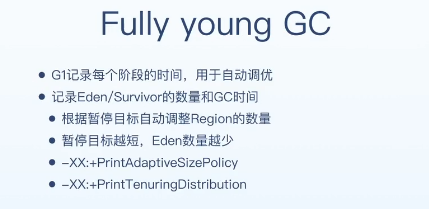 Fully young GC
● G1记录每个阶段的时间，用于自动调优
● 记录Eden/Survivor的数量和GC时间
● 根据暂停目标自动调整Region的数量
● 暂停目标越短，Eden数量越少
● -XX:+PrintAdaptiveSizePolicy
● -XX:+PrintTenuringDistribution